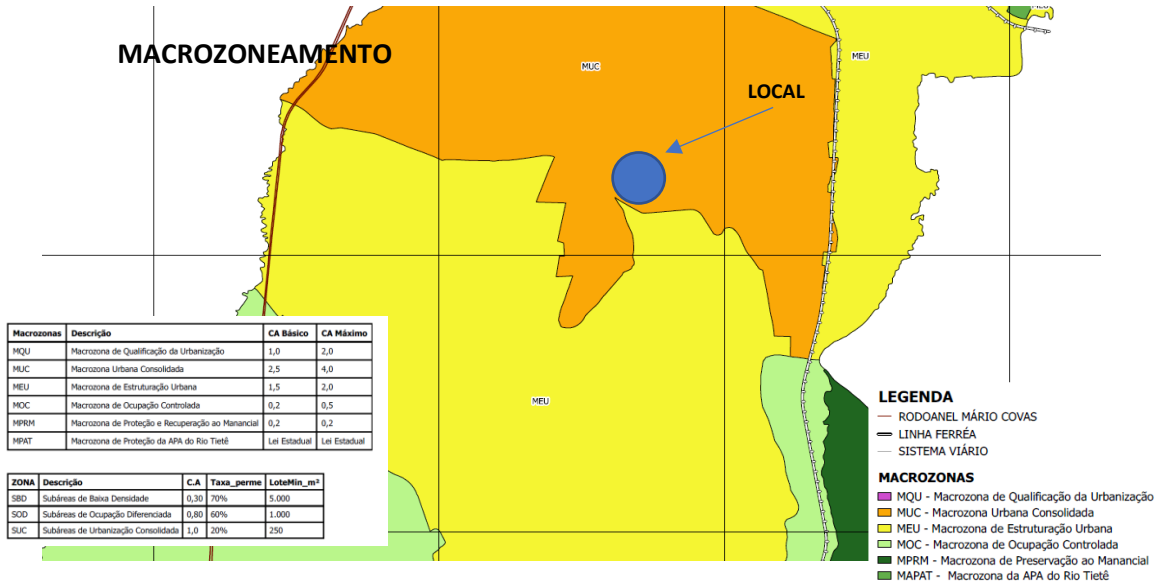 MACROZONEAMENTO
MUC
MEU
LOCAL
MEU
Macrozonas Descrição CA Básico CA Máximo
MQU Macrozona de Qualificação da Urbanização 1,0 2,0
MUC Macrozona Urbana Consolidada 2,5 4,0
MEU Macrozona de Estruturação Urbana 1,5 2,0
MOC Macrozona de Ocupação Controlada 0,2 0,5
MPRM Macrozona de Proteção e Recuperação ao Manancial 0,2 0,2
MPAT Macrozona de Proteção da APA do Rio Tietê Lei Estadual Lei Estadual
ZONA Descrição C.A Taxa_perme LoteMin_m²
SBD Subáreas de Baixa Densidade 0,30 70% 5.000
SOD Subáreas de Ocupação Diferenciada 0,80 60% 1.000
SUC Subáreas de Urbanização Consolidada 1,0 20% 250
LEGENDA
RODOANEL MÁRIO COVAS
LINHA FERRÉA
SISTEMA VIÁRIO
MACROZONAS
MQU - Macrozona de Qualificação da Urbanização
MUC - Macrozona Urbana Consolidada
MEU - Macrozona de Estruturação Urbana
MOC - Macrozona de Ocupação Controlada
MPRM - Macrozona de Preservação ao Manancial
MAPAT - Macrozona da APA do Rio Tietê